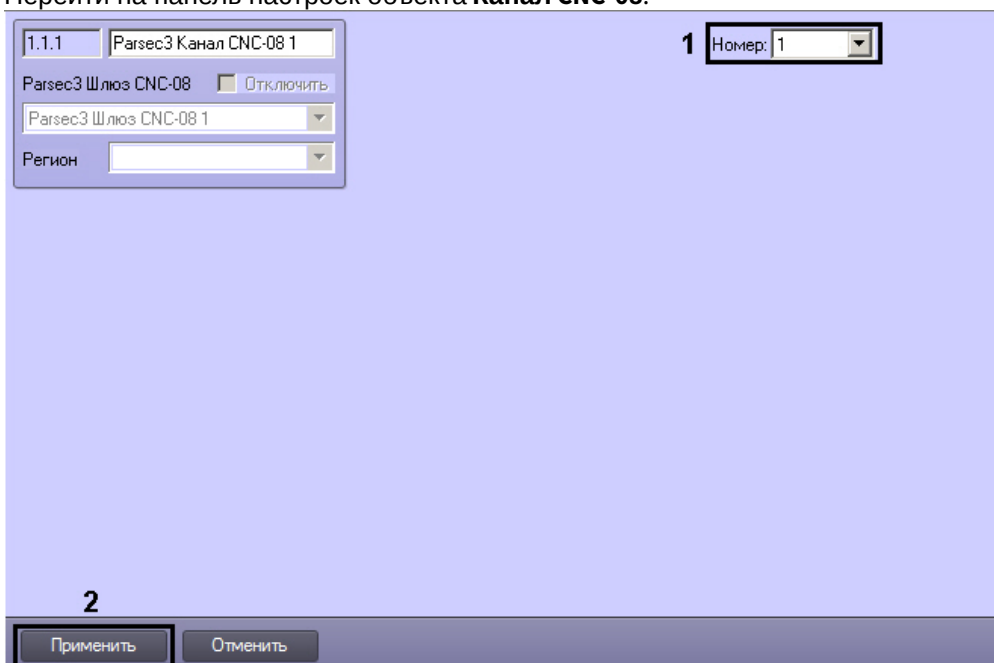 Перейти на панель настроек объекта Канал CNC-08.
1.1.1 Parsec3 Канал CNC-08 1
1 Номер: 1
Parsec3 Шлюз CNC-08 Отключить
Parsec3 Шлюз CNC-08 1
Регион
2
Применить Отменить